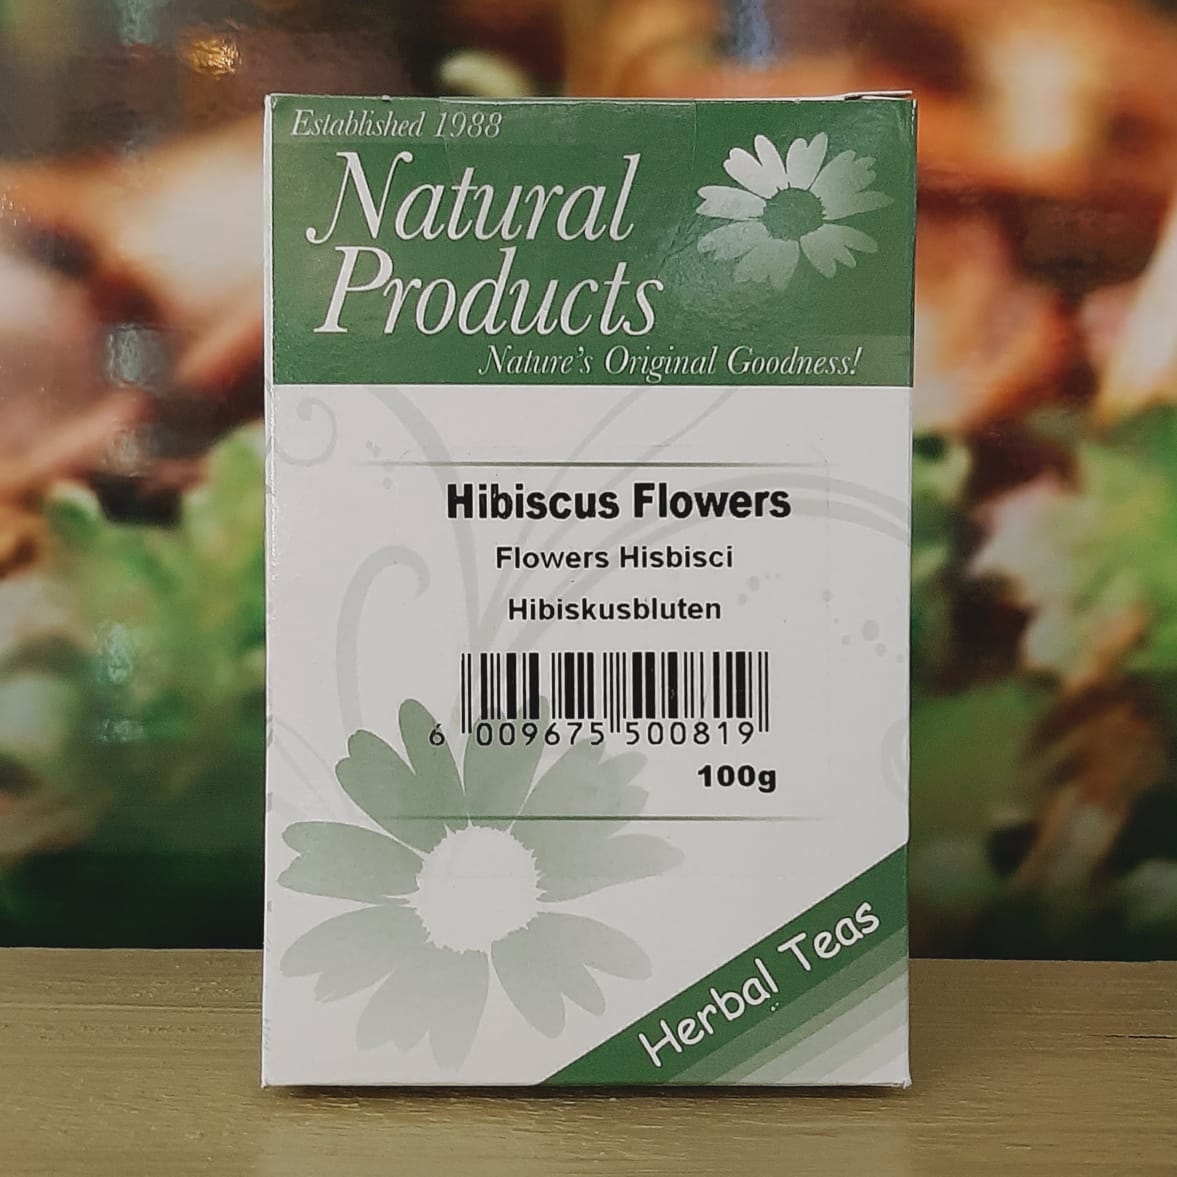 Established 1988
Natural
Products
Nature's Original Goodness!
Hibiscus Flowers
Flowers Hisbisci
Hibiskusbluten
6 009675 500819
100g
Herbal Teas